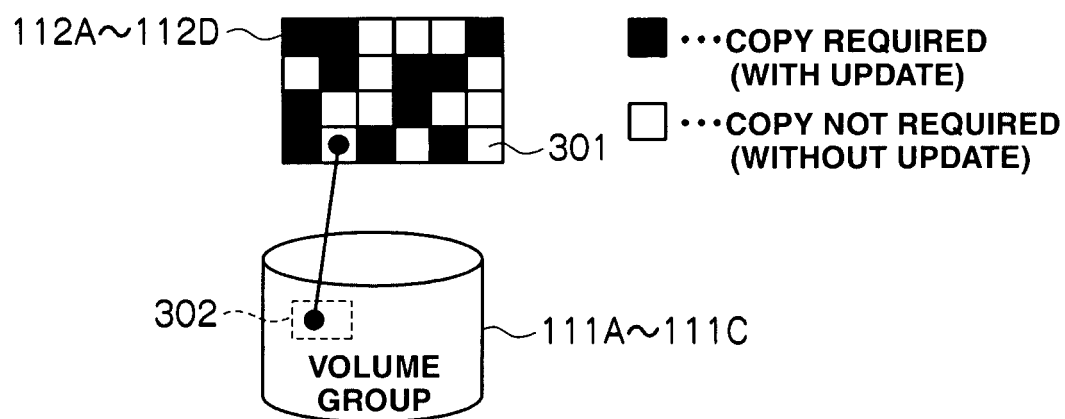 112A~112D
···COPY REQUIRED
(WITH UPDATE)
···COPY NOT REQUIRED
(WITHOUT UPDATE)
301
302
111A~111C
VOLUME
GROUP